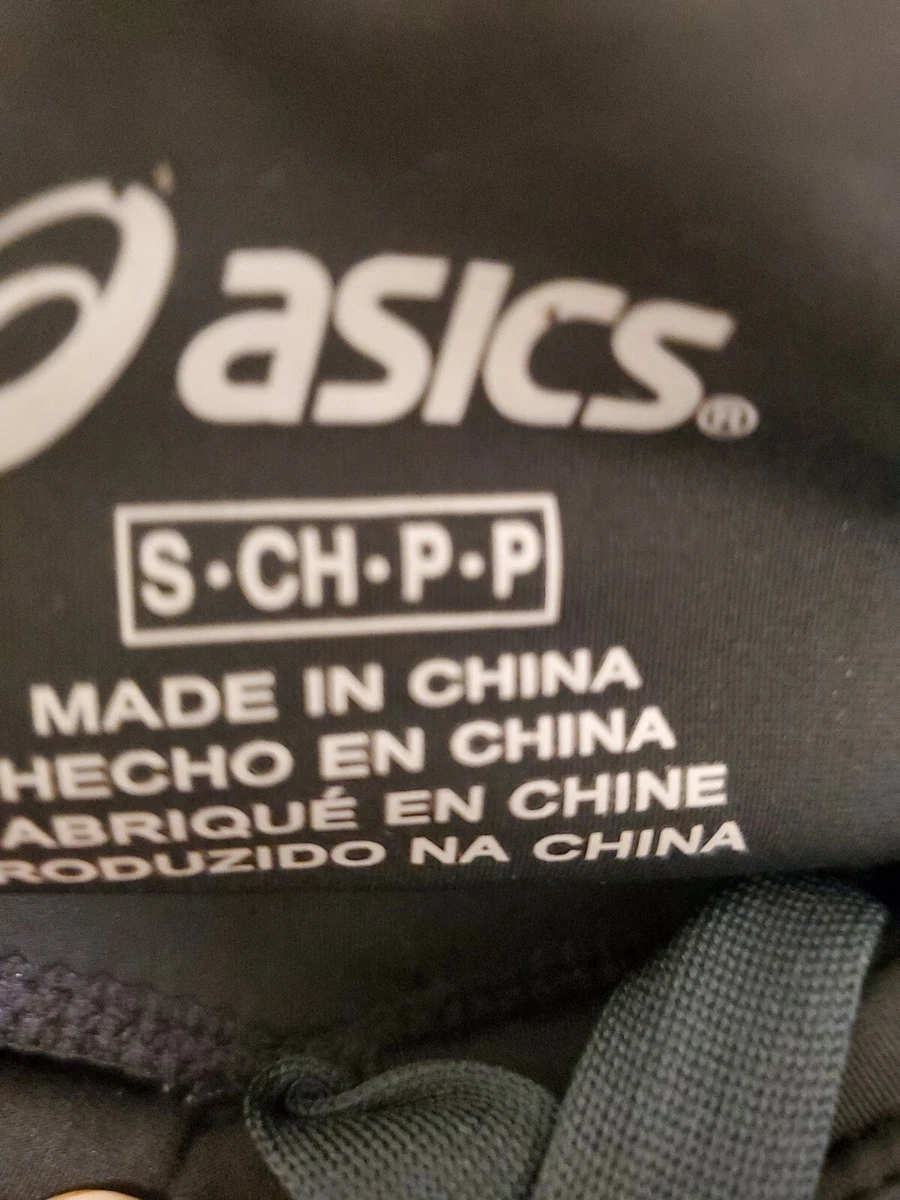 asics®
S•CH•P•P
MADE IN CHINA
HECHO EN CHINA
ABRIQUÉ EN CHINE
RODUZIDO NA CHINA